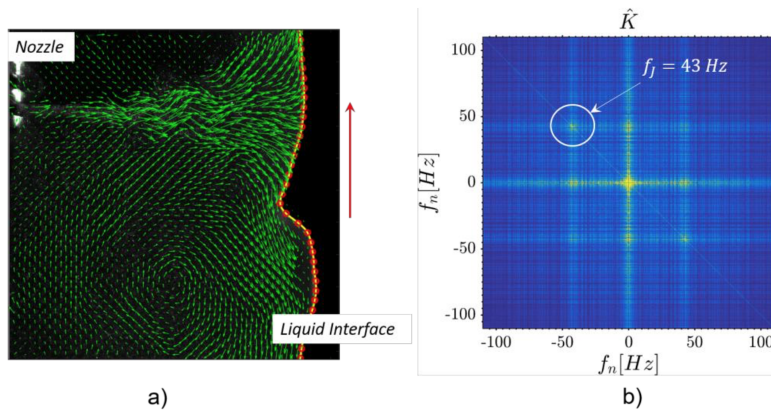 Nozzle
Liquid Interface
a)
K̂
f_J = 43 Hz
100
50
0
-50
-100
f_n[Hz]
-100
-50
0
50
100
f_n[Hz]
b)